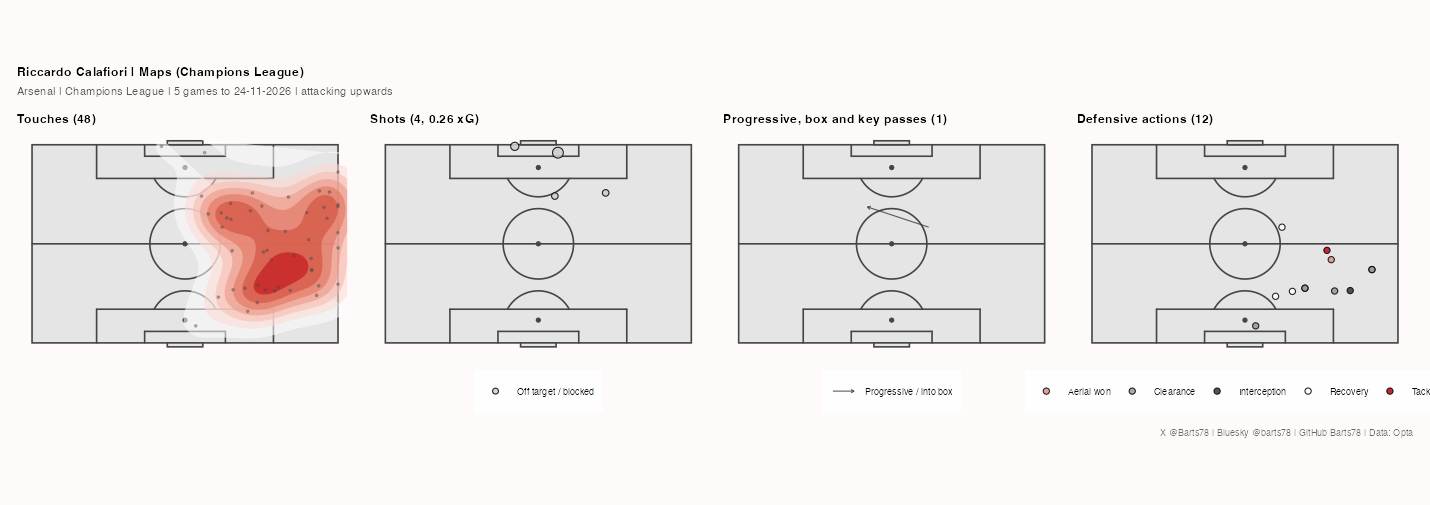 Riccardo Calafiori | Maps (Champions League)
Arsenal | Champions League | 5 games to 24-11-2026 | attacking upwards
Touches (48)
Shots (4, 0.26 xG)
Progressive, box and key passes (1)
Defensive actions (12)
Off target / blocked
Progressive / into box
Aerial won
Clearance
Interception
Recovery
Tack
X @Barts78 | Bluesky @barts78 | GitHub Barts78 | Data: Opta